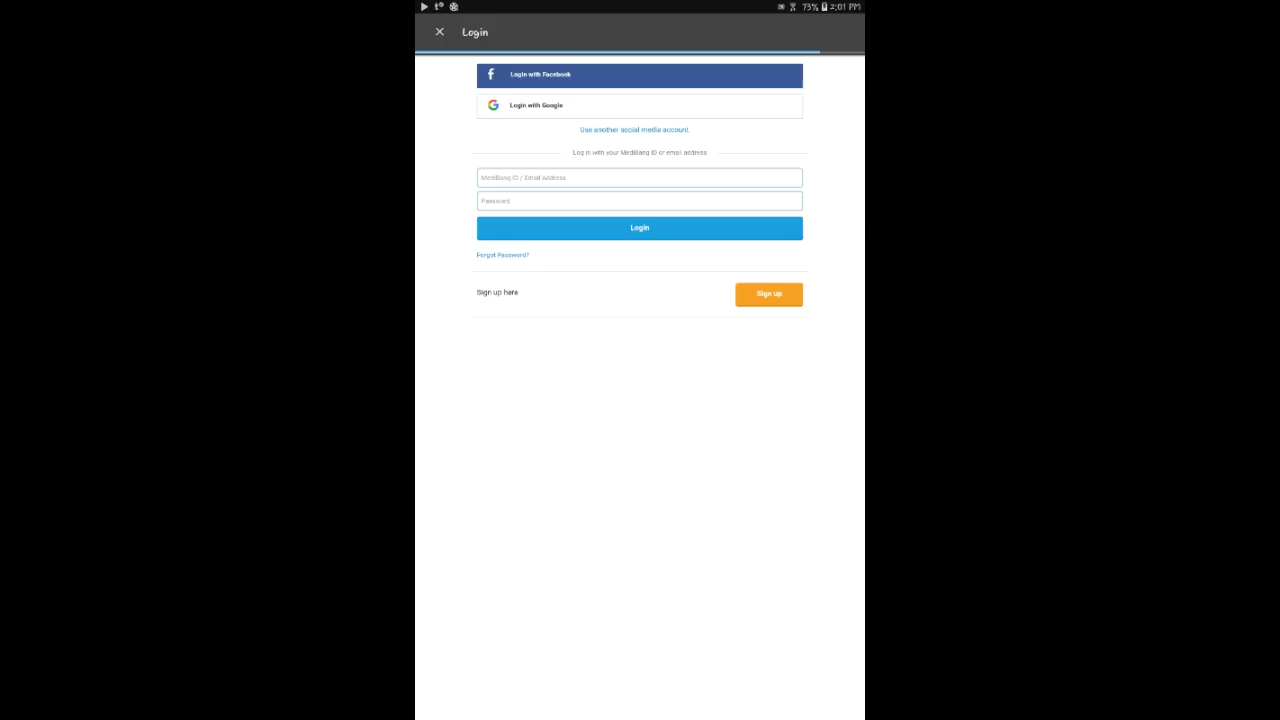 73% 2:01 PM
Login
Login with Facebook
Login with Google
Use another social media account
Log in with your MediBang ID or email address
MediBang ID / Email Address
Password
Login
Forgot Password?
Sign up here
Sign up